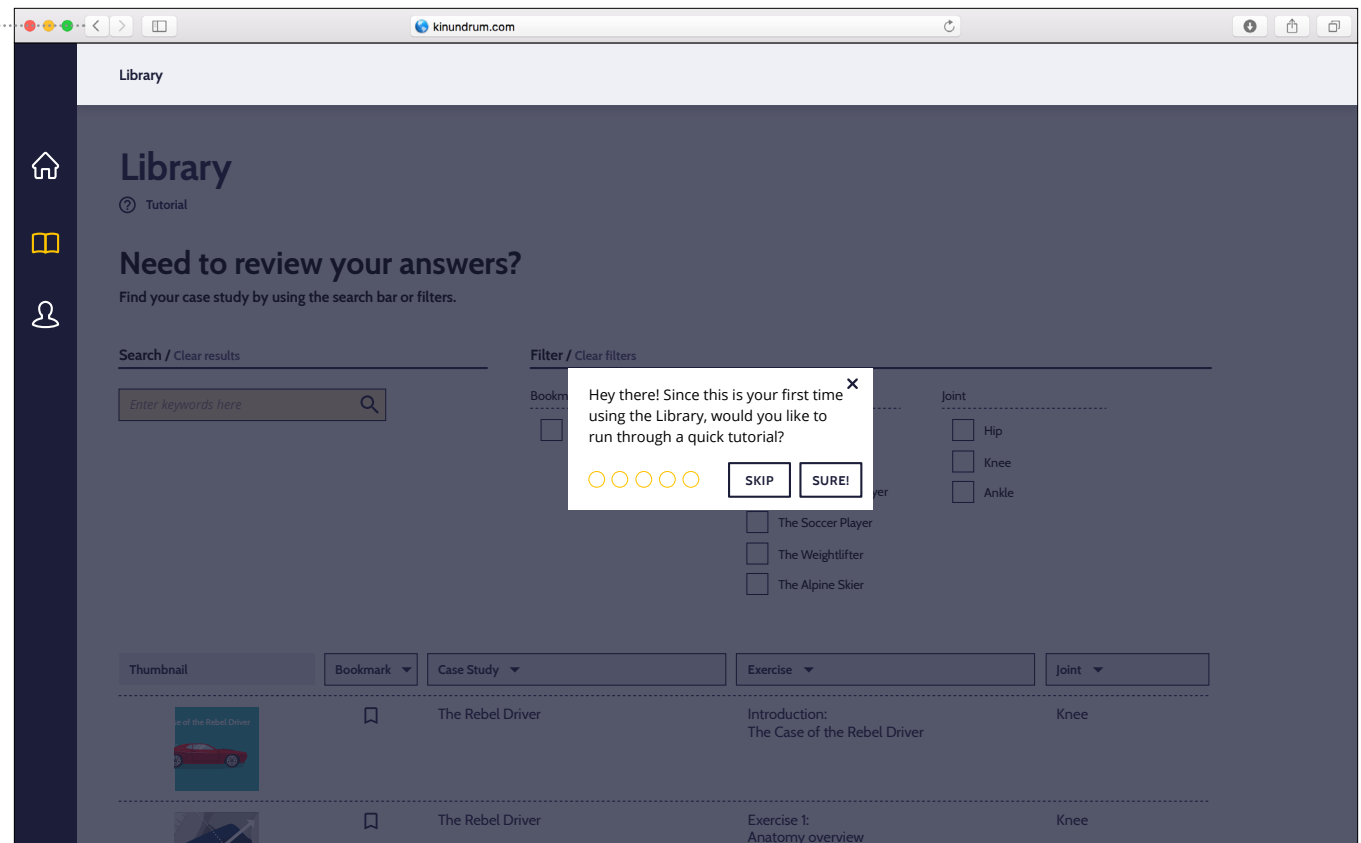 kinundrum.com
Library
Library
Tutorial
Need to review your answers?
Find your case study by using the search bar or filters.
Search / Clear results
Filter / Clear filters
Enter keywords here
Joint
Hip
Knee
Ankle
Hey there! Since this is your first time
using the Library, would you like to
run through a quick tutorial?
SKIP
SURE!
The Soccer Player
The Weightlifter
The Alpine Skier
Thumbnail
Bookmark
Case Study
Exercise
Joint
of the Rebel Driver
The Rebel Driver
Introduction:
The Case of the Rebel Driver
Knee
The Rebel Driver
Exercise 1:
Anatomy overview
Knee